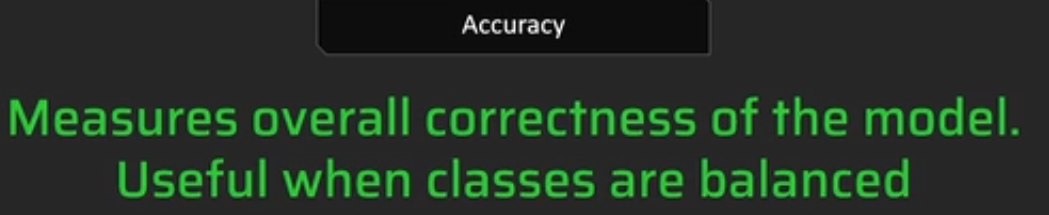 Accuracy
Measures overall correctness of the model.
Useful when classes are balanced